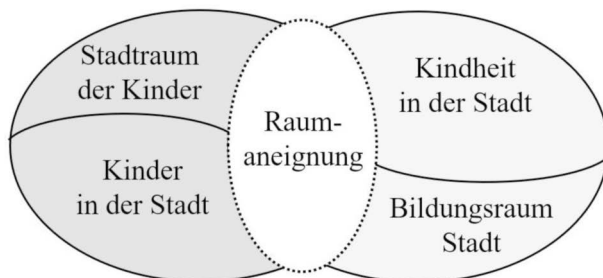 Stadtraum
der Kinder
Kinder
in der Stadt
Raum-
aneignung
Kindheit
in der Stadt
Bildungsraum
Stadt